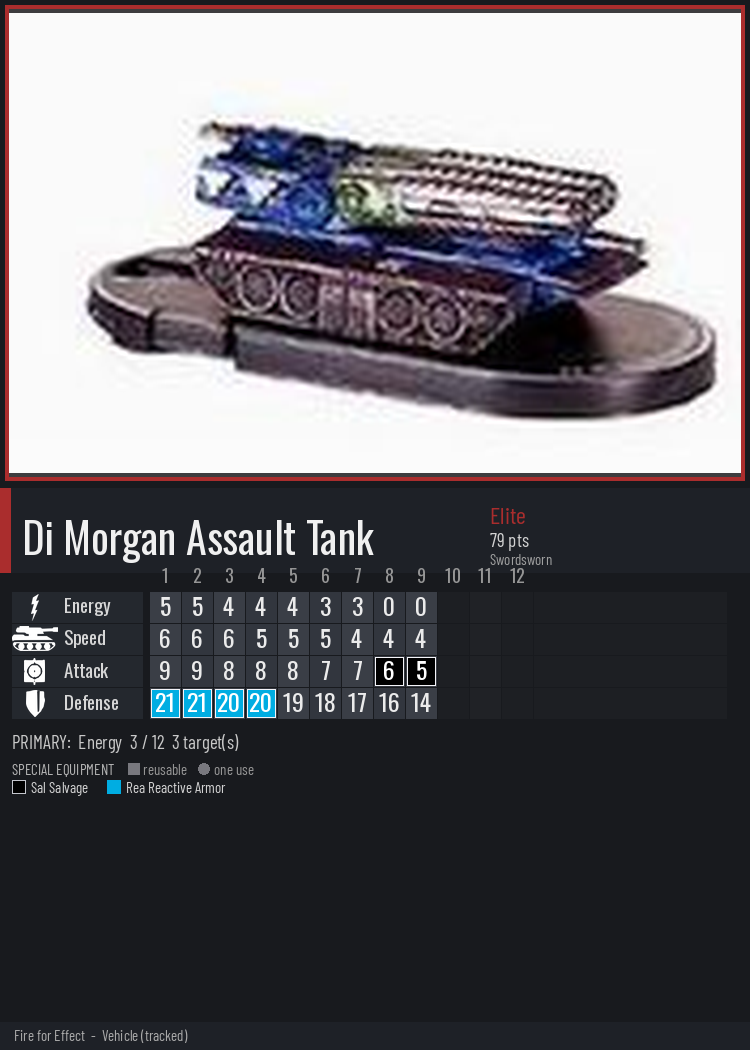 Di Morgan Assault Tank
Elite
79 pts
Swordsworn
1 2 3 4 5 6 7 8 9 10 11 12
Energy 5 5 4 4 4 3 3 0 0
Speed 6 6 6 5 5 5 4 4 4
Attack 9 9 8 8 8 7 7 6 5
Defense 21 21 20 20 19 18 17 16 14
PRIMARY: Energy 3 / 12 3 target(s)
SPECIAL EQUIPMENT reusable one use
Sal Salvage Rea Reactive Armor
Fire for Effect - Vehicle (tracked)